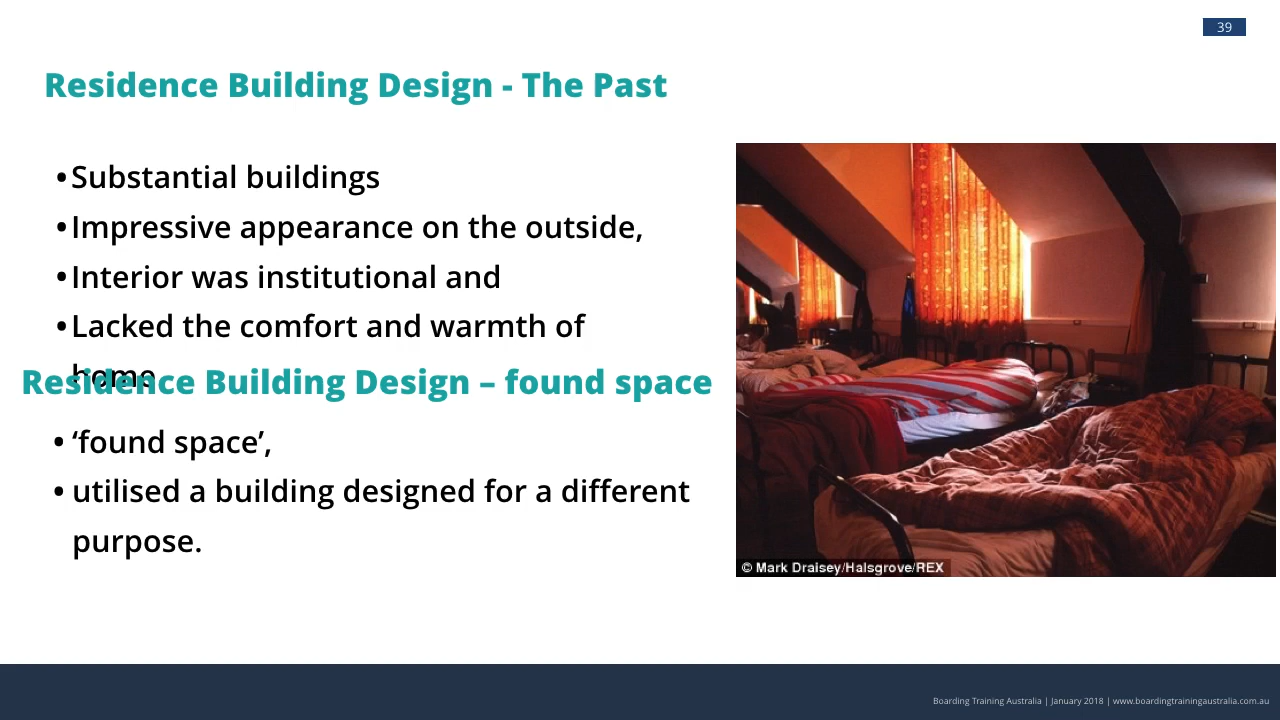 39
Residence Building Design - The Past
• Substantial buildings
• Impressive appearance on the outside,
• Interior was institutional and
• Lacked the comfort and warmth of
home
Residence Building Design – found space
• ‘found space’,
• utilised a building designed for a different
purpose.
© Mark Draisey/Halsgrove/REX
Boarding Training Australia | January 2018 | www.boardingtrainingaustralia.com.au